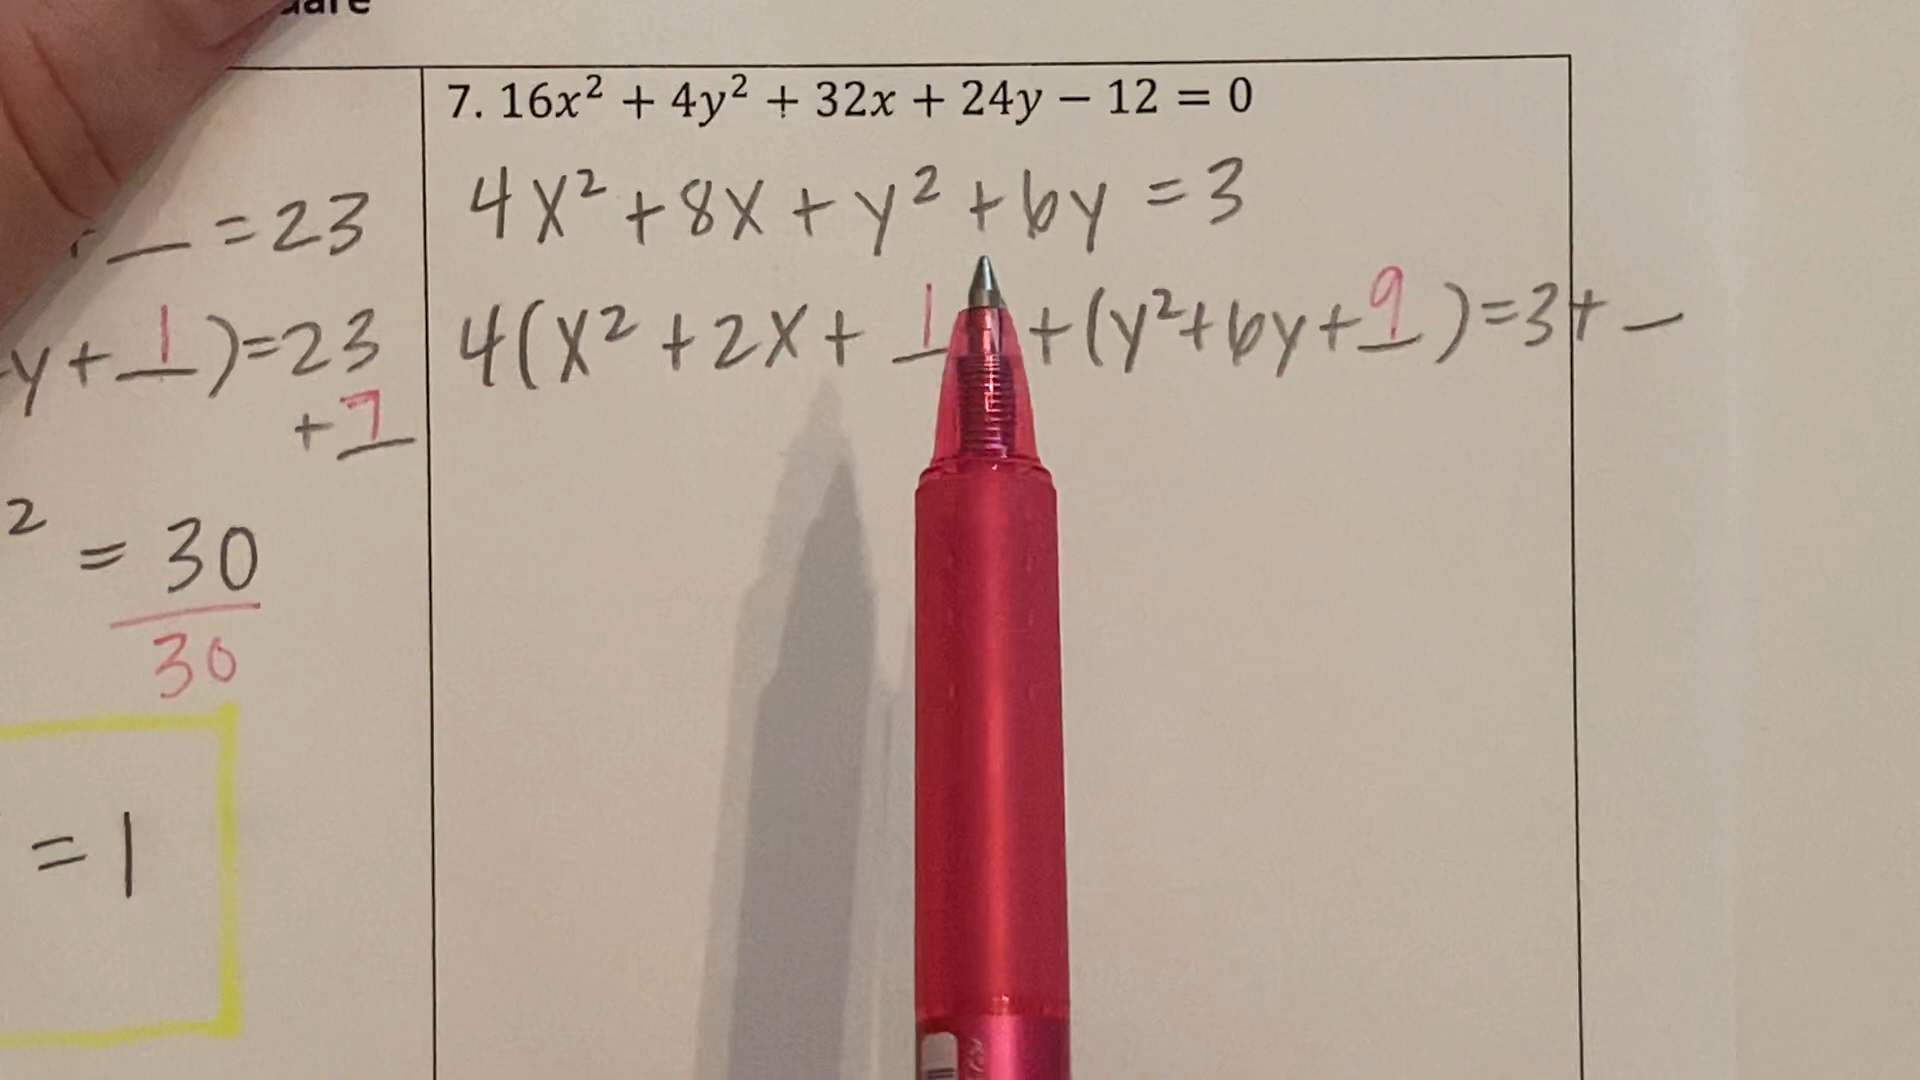 7. 16x² + 4y² + 32x + 24y − 12 = 0
= 23
4x² + 8x + y² + 6y = 3
y + 1) = 23
+ 7
4(x² + 2x + 1 + (y² + 6y + 9) = 3 + _
² = 30
30
= 1